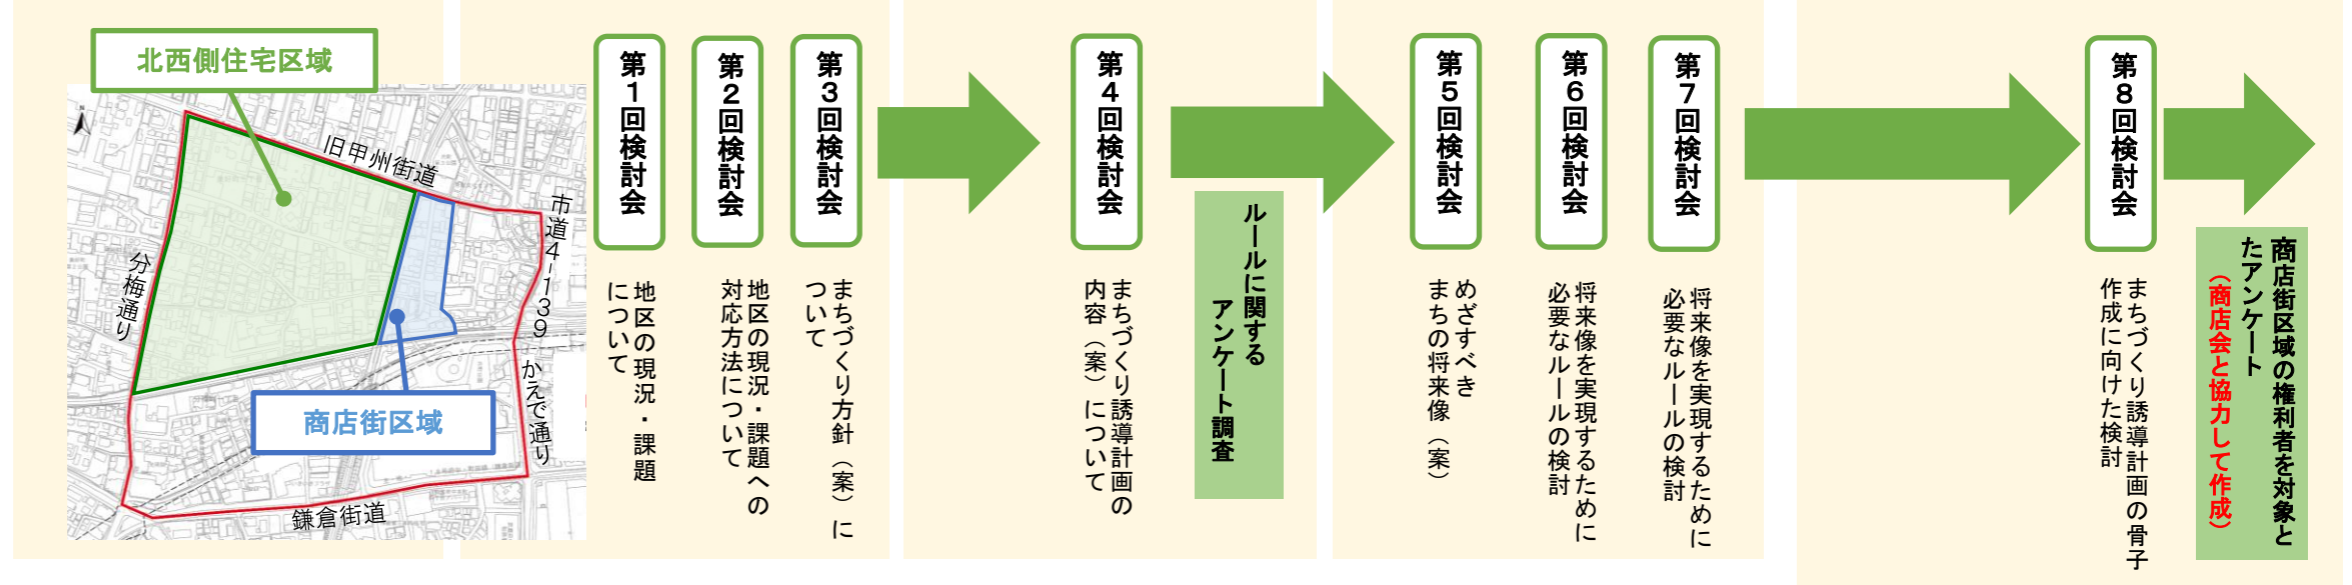 北西側住宅区域
旧甲州街道
市道4-139
分梅通り
かえで通り
商店街区域
鎌倉街道
第1回検討会
地区の現況・課題
について
第2回検討会
地区の現況・課題への
対応方法について
第3回検討会
まちづくり方針（案）に
ついて
第4回検討会
まちづくり誘導計画の
内容（案）について
ルールに関する
アンケート調査
第5回検討会
めざすべき
まちの将来像（案）
第6回検討会
将来像を実現するために
必要なルールの検討
第7回検討会
将来像を実現するために
必要なルールの検討
第8回検討会
まちづくり誘導計画の骨子
作成に向けた検討
商店街区域の権利者を対象と
たアンケート
（商店会と協力して作成）